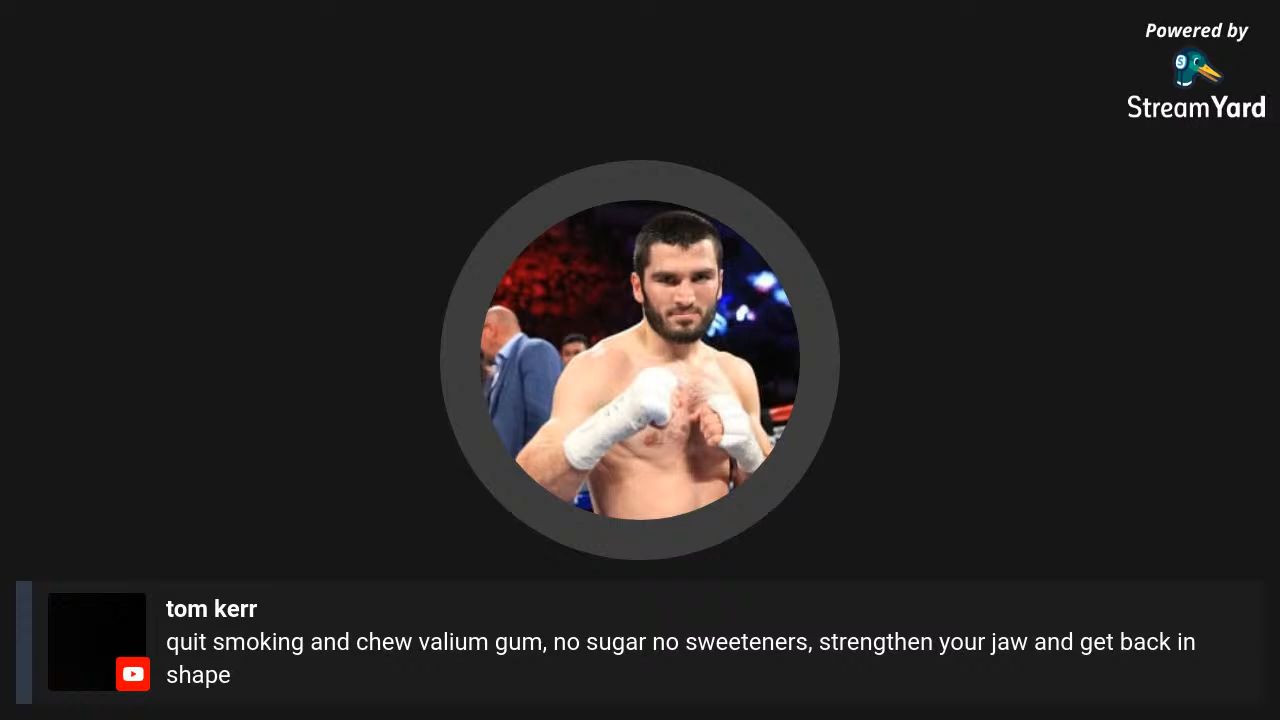 Powered by
StreamYard
tom kerr
quit smoking and chew valium gum, no sugar no sweeteners, strengthen your jaw and get back in
shape